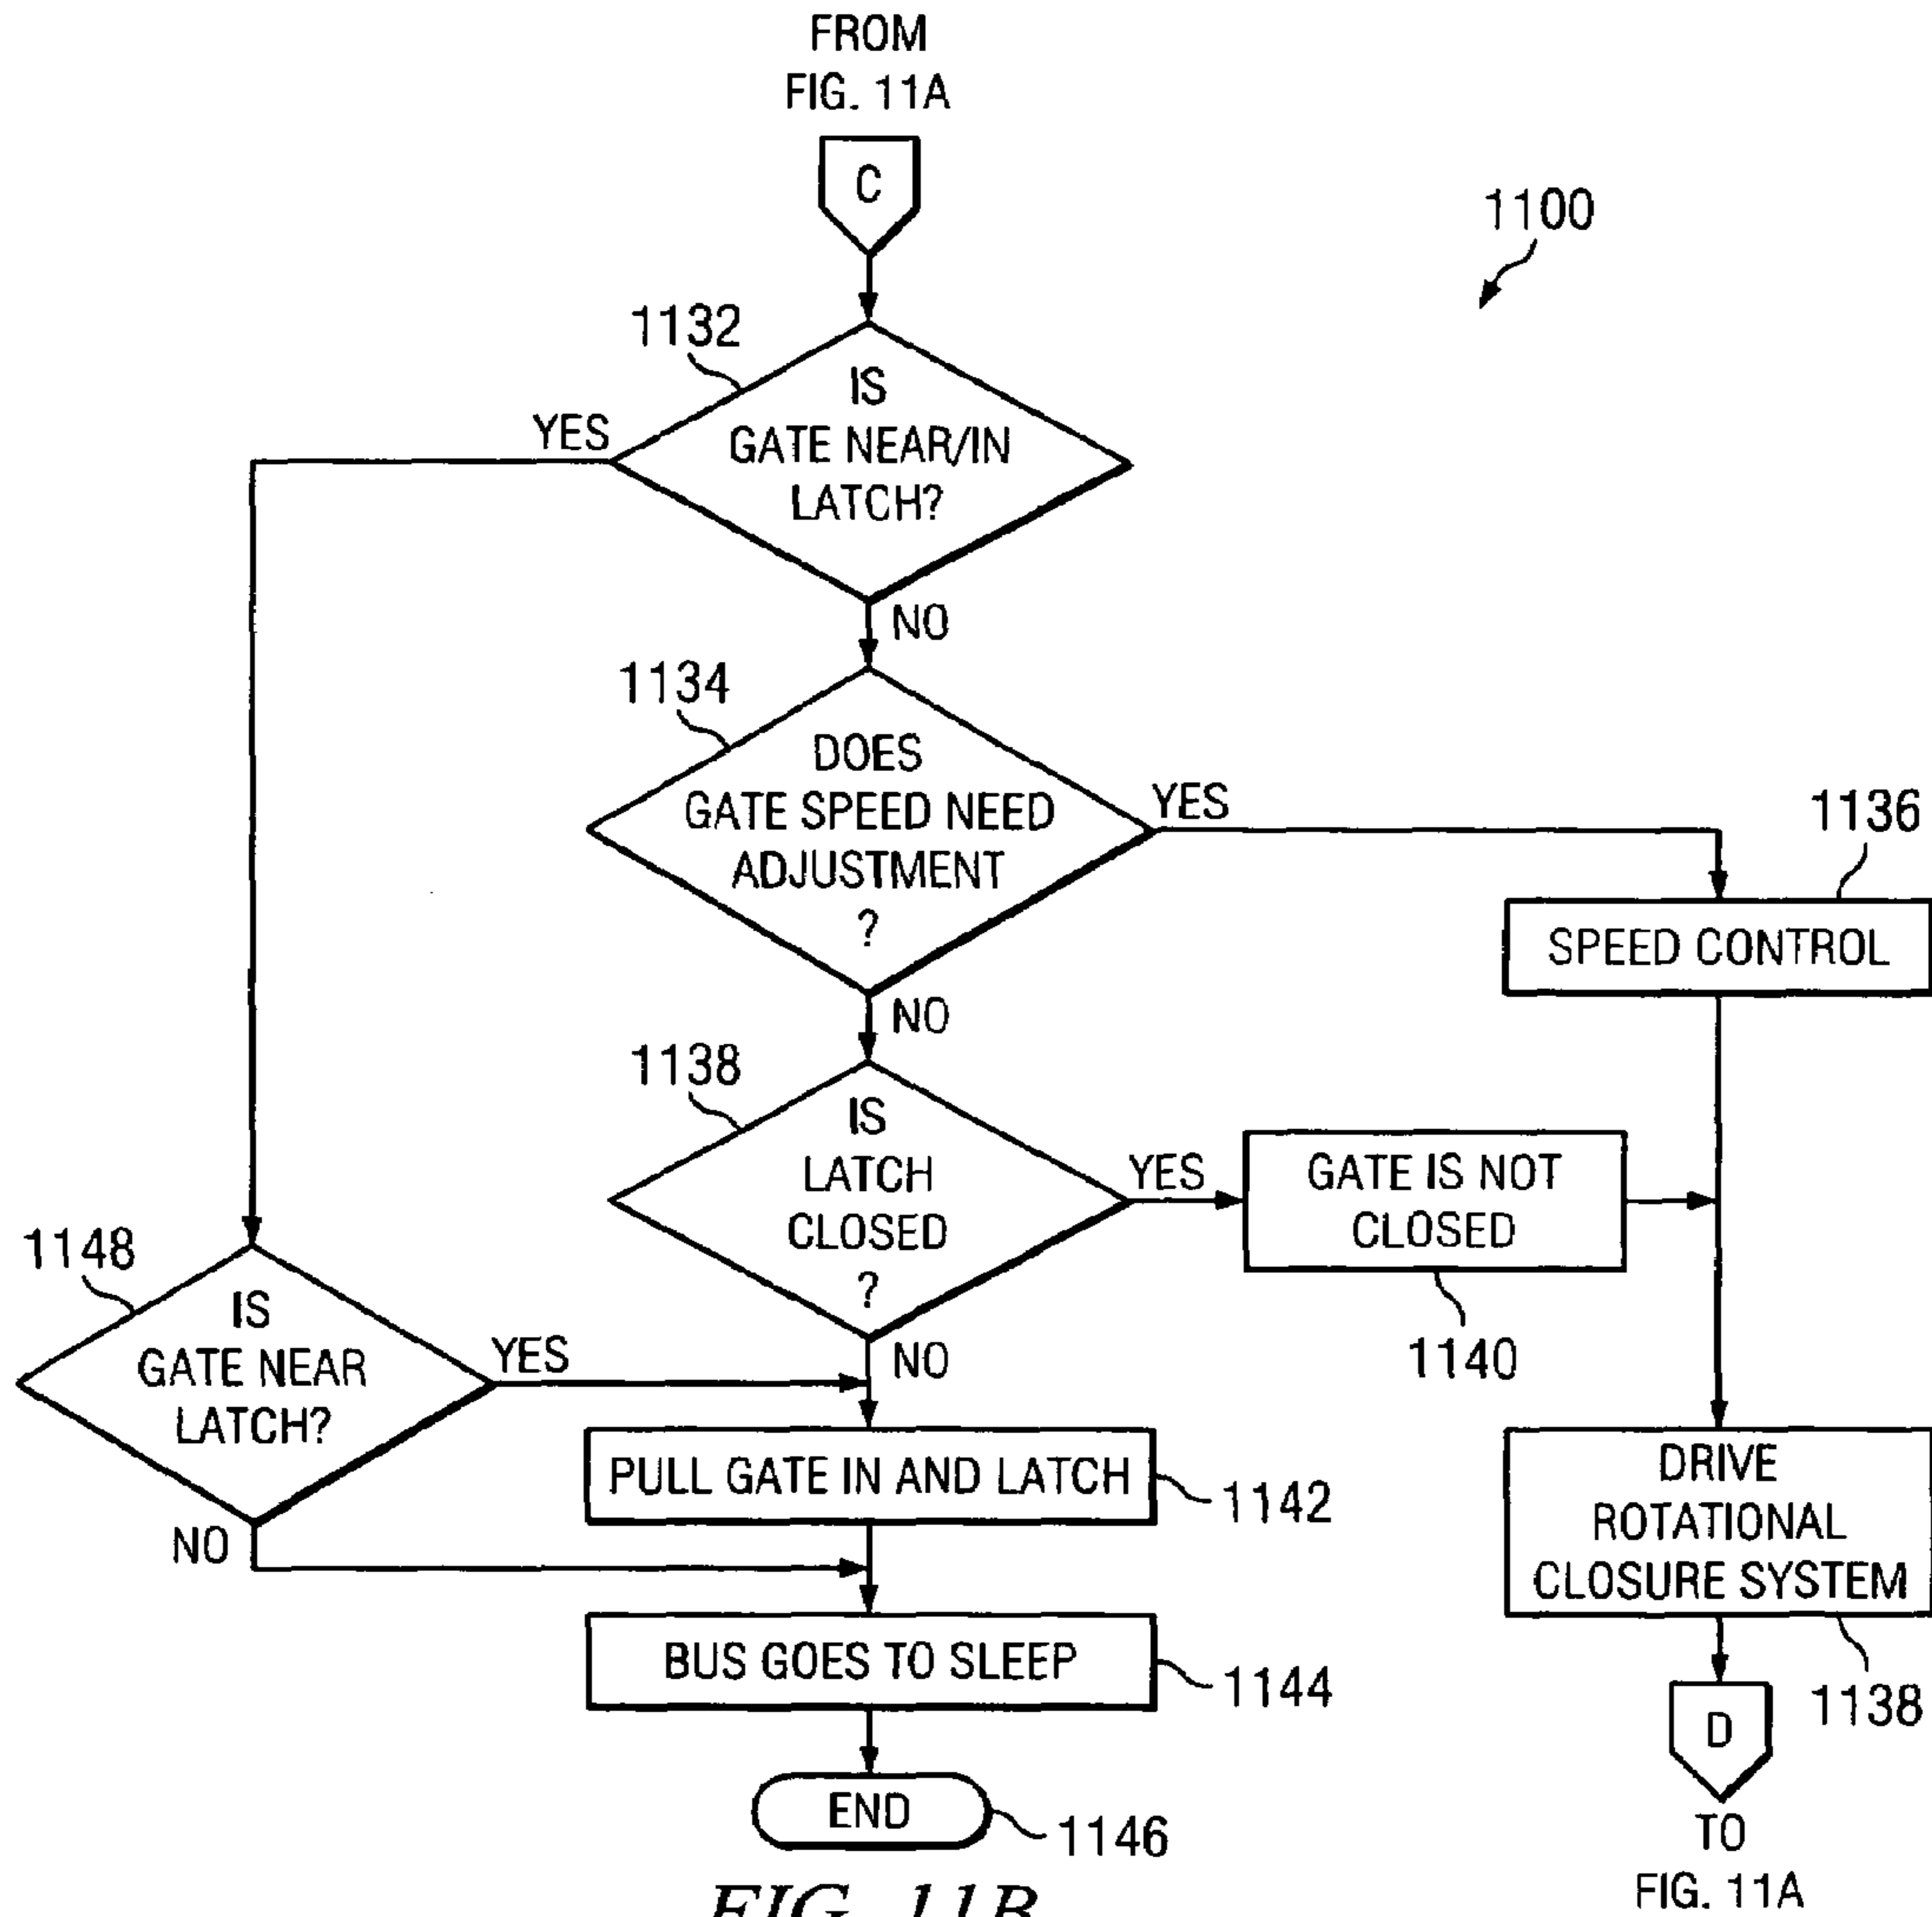 FROM
FIG. 11A
C
1100
1132
IS
GATE NEAR/IN
LATCH?
YES
NO
1134
DOES
GATE SPEED NEED
ADJUSTMENT
?
YES
1136
SPEED CONTROL
NO
1138
IS
LATCH
CLOSED
?
YES
GATE IS NOT
CLOSED
1140
NO
1148
IS
GATE NEAR
LATCH?
YES
NO
PULL GATE IN AND LATCH
1142
DRIVE
ROTATIONAL
CLOSURE SYSTEM
1138
BUS GOES TO SLEEP
1144
D
TO
FIG. 11A
END
1146
FIG. 11B